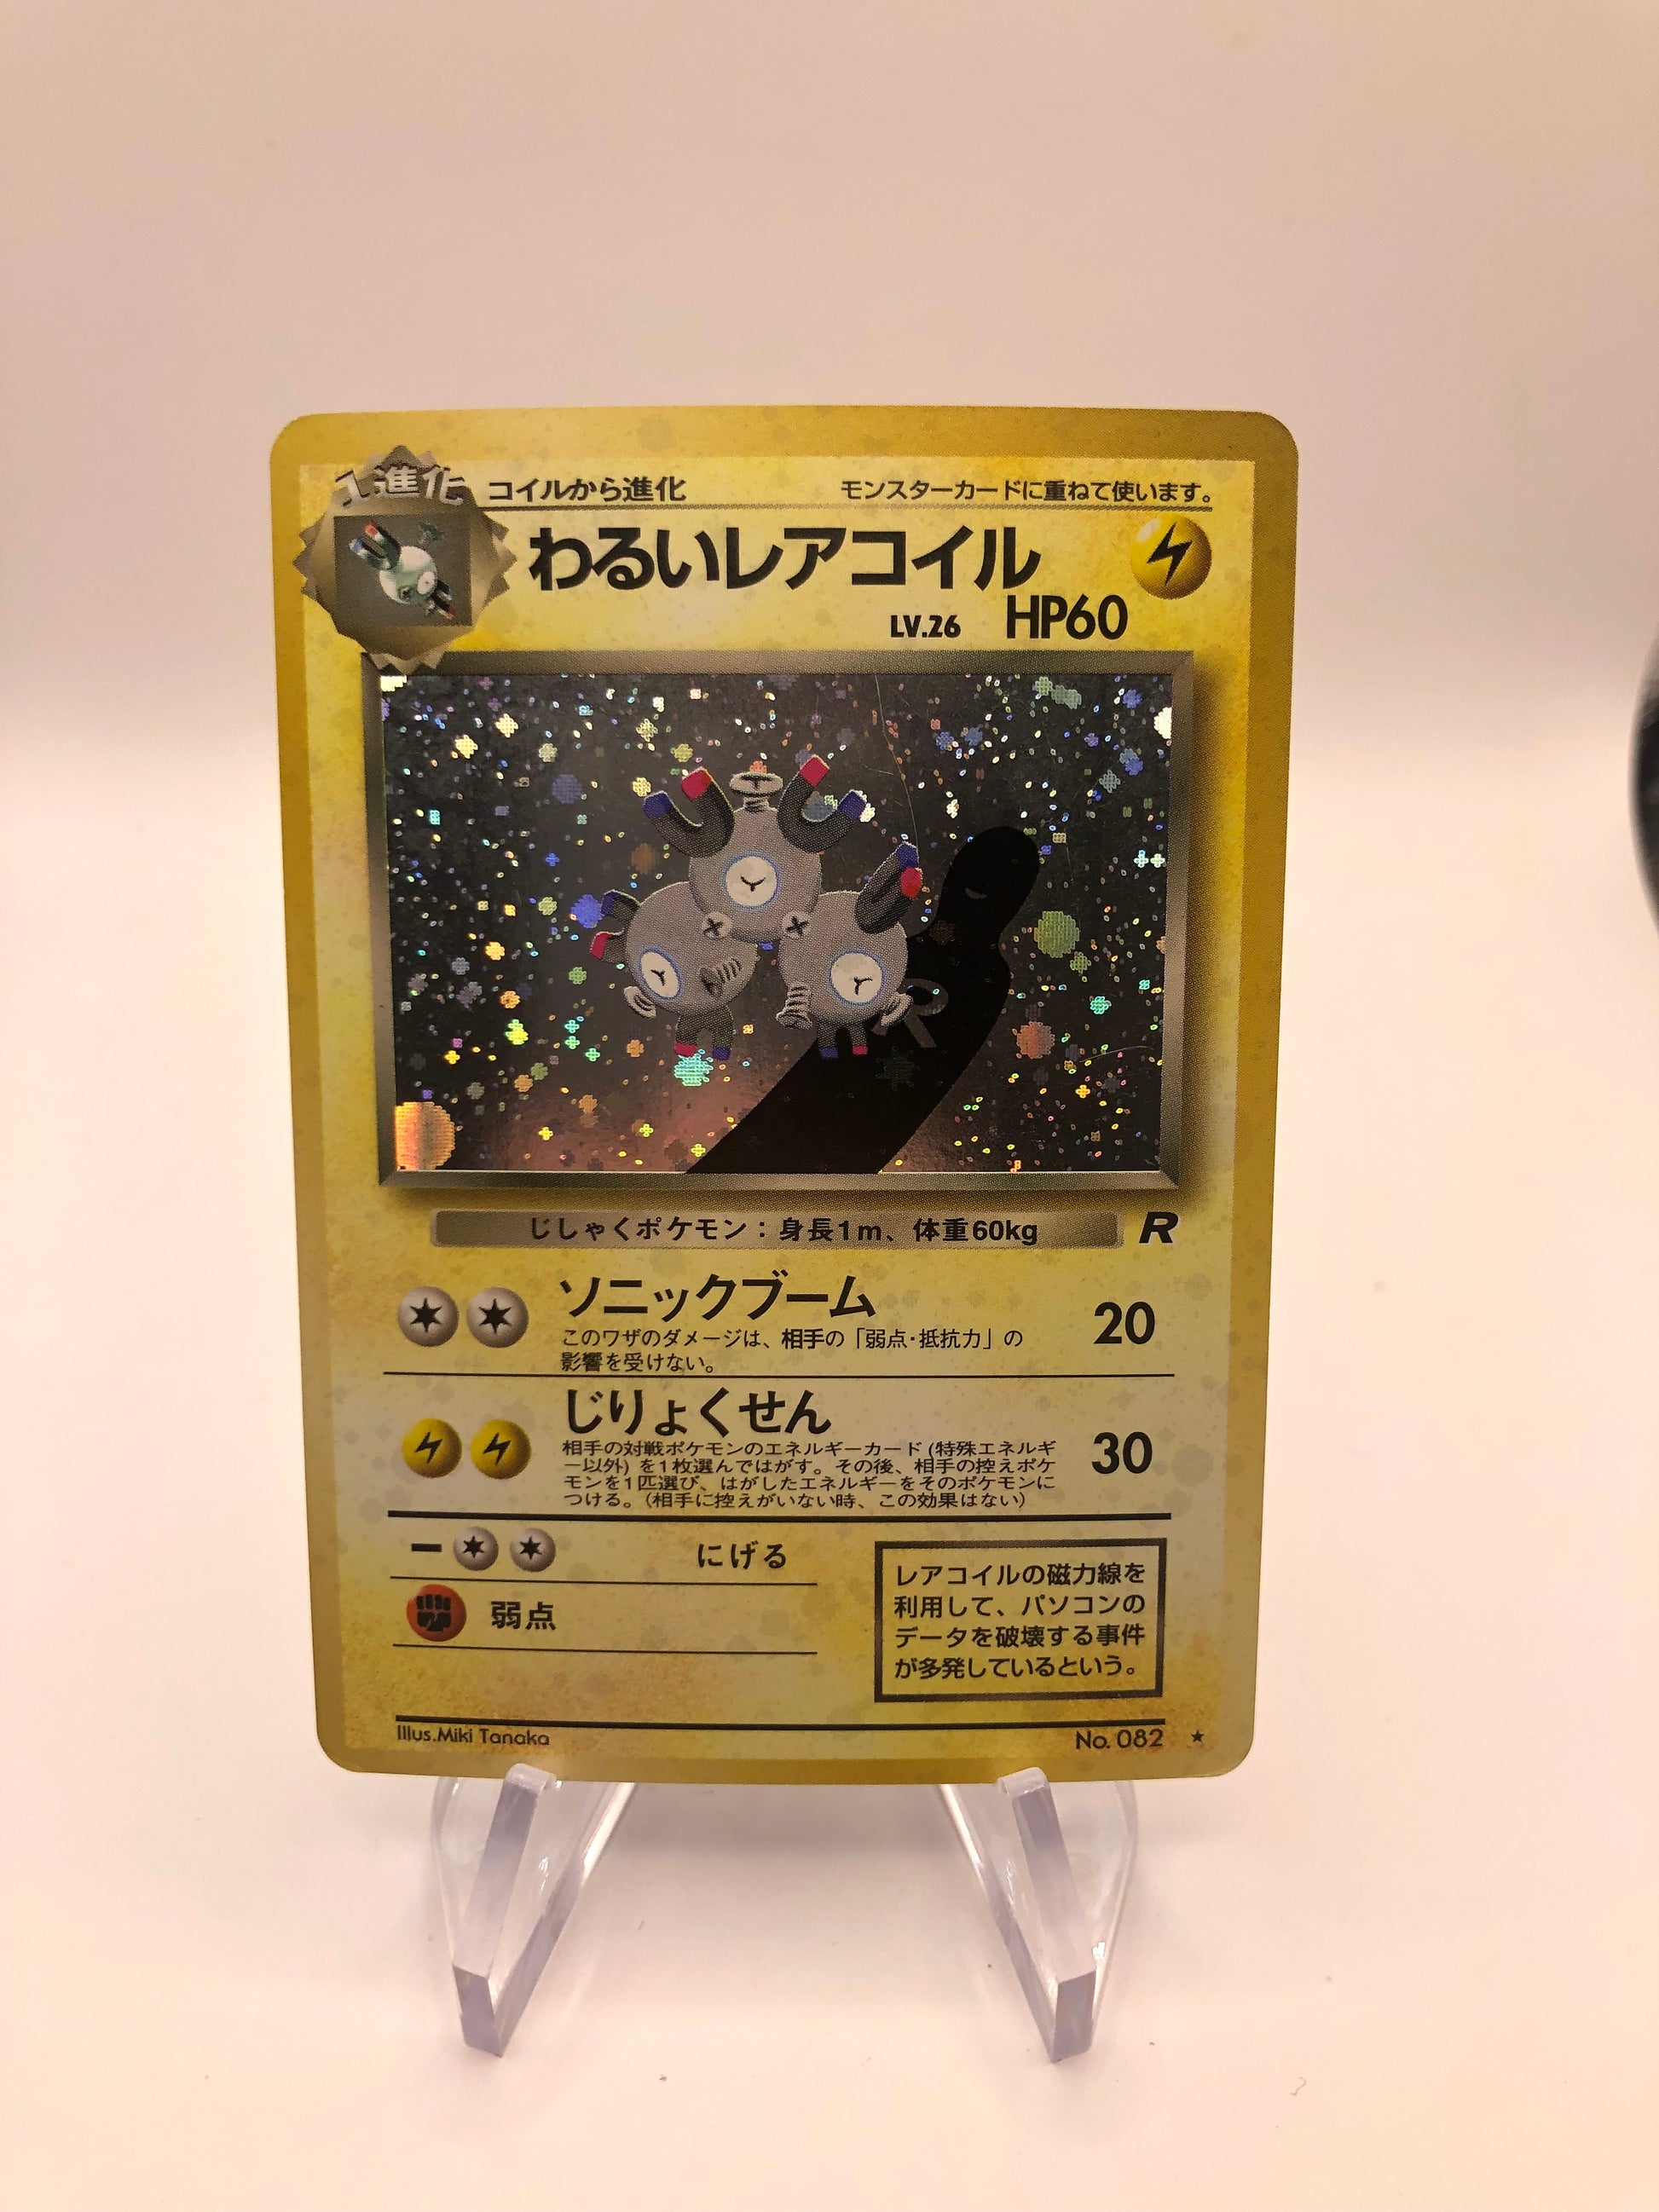 1進化
コイルから進化
モンスターカードに重ねて使います。
わるいレアコイル
LV.26 HP60
R
じしゃくポケモン：身長1m、体重60kg
R
ソニックブーム
20
このワザのダメージは、相手の「弱点・抵抗力」の
影響を受けない。
じりょくせん
30
相手の対戦ポケモンのエネルギーカード (特殊エネルギ
ー以外) を1枚選んではがす。その後、相手の控えポケ
モンを1匹選び、はがしたエネルギーをそのポケモンに
つける。（相手に控えがいない時、この効果はない）
ー にげる
弱点
レアコイルの磁力線を
利用して、パソコンの
データを破壊する事件
が多発しているという。
Illus.Miki Tanaka
No. 082 ★